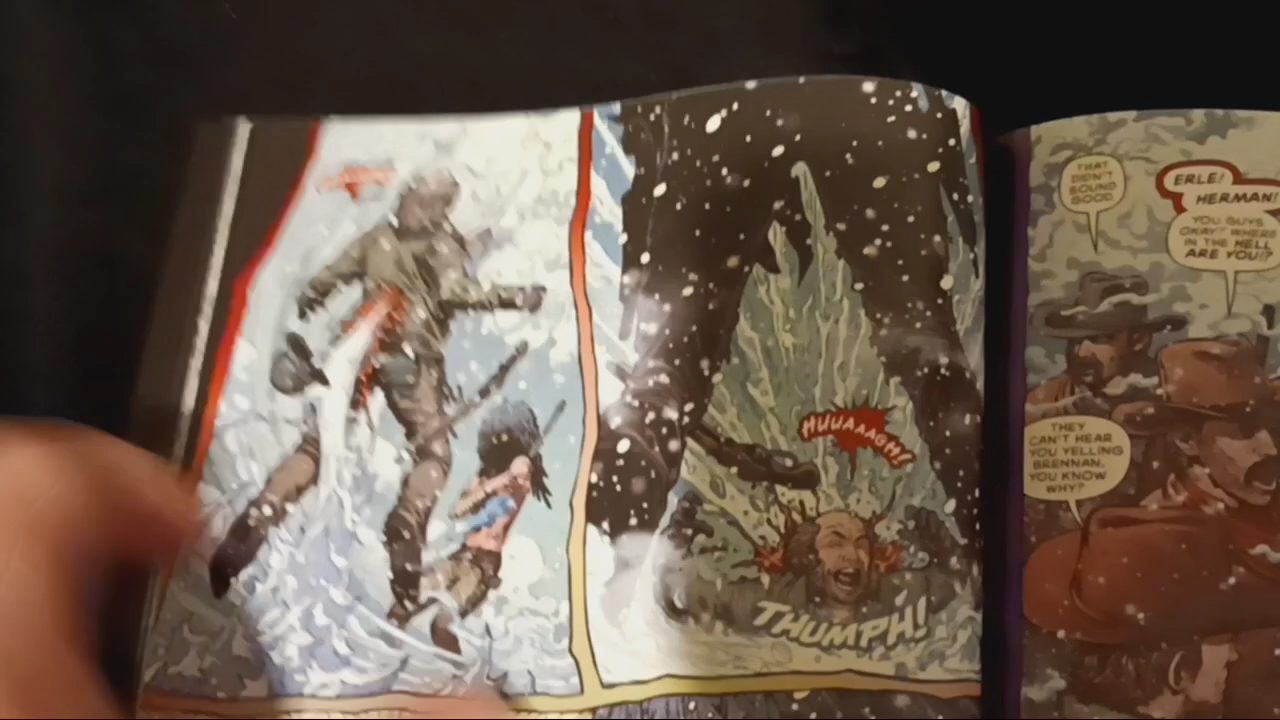 HUUAAAGH!
THUMPH!
THAT
DIDN'T
SOUND
GOOD.
ERLE!
HERMAN!
YOU GUYS
OKAY? WHERE
IN THE HELL
ARE YOU!?
THEY
CAN'T HEAR
YOU YELLING
BRENNAN.
YOU KNOW
WHY?